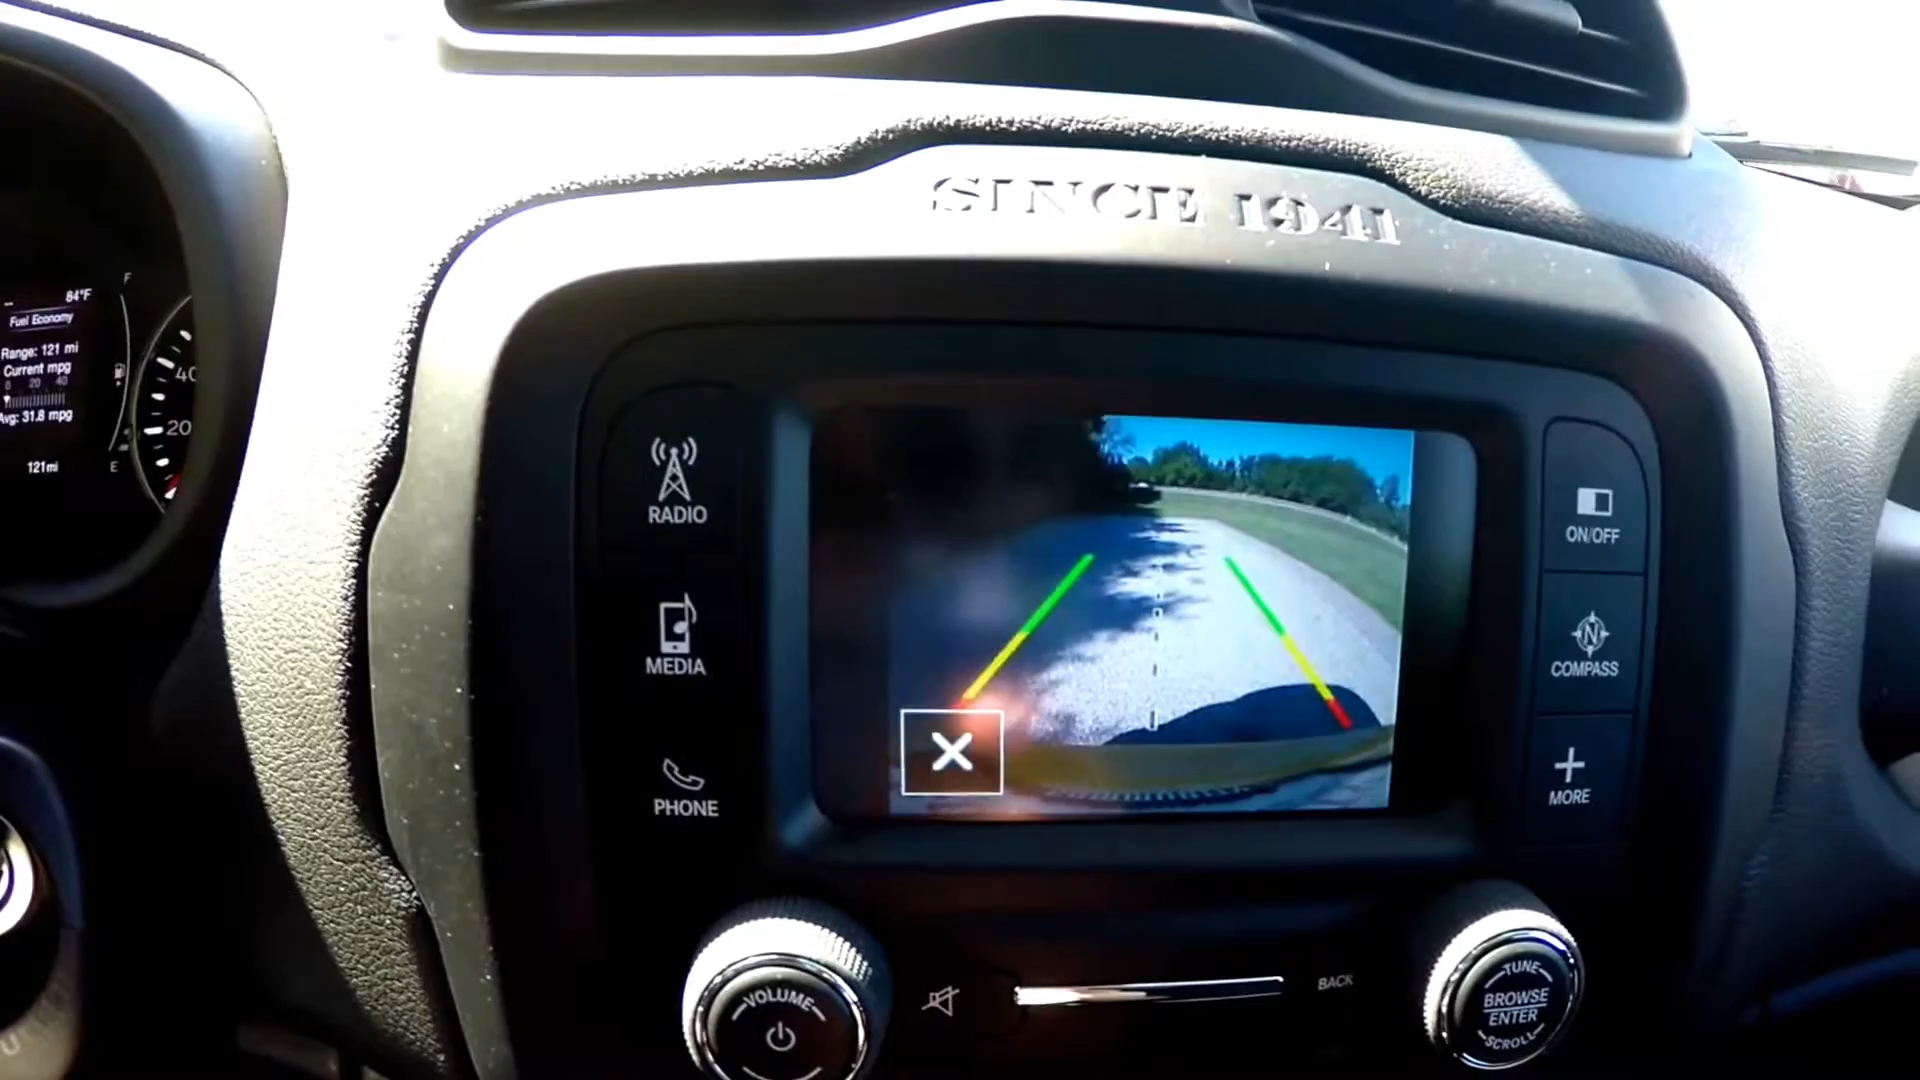 SINCE 1941
84°F
F
Fuel Economy
Range: 121 mi
Current mpg
0 20 40
Avg: 31.8 mpg
121mi
E
40
20
RADIO
MEDIA
PHONE
ON/OFF
N
COMPASS
MORE
VOLUME
BACK
TUNE
BROWSE
ENTER
SCROLL